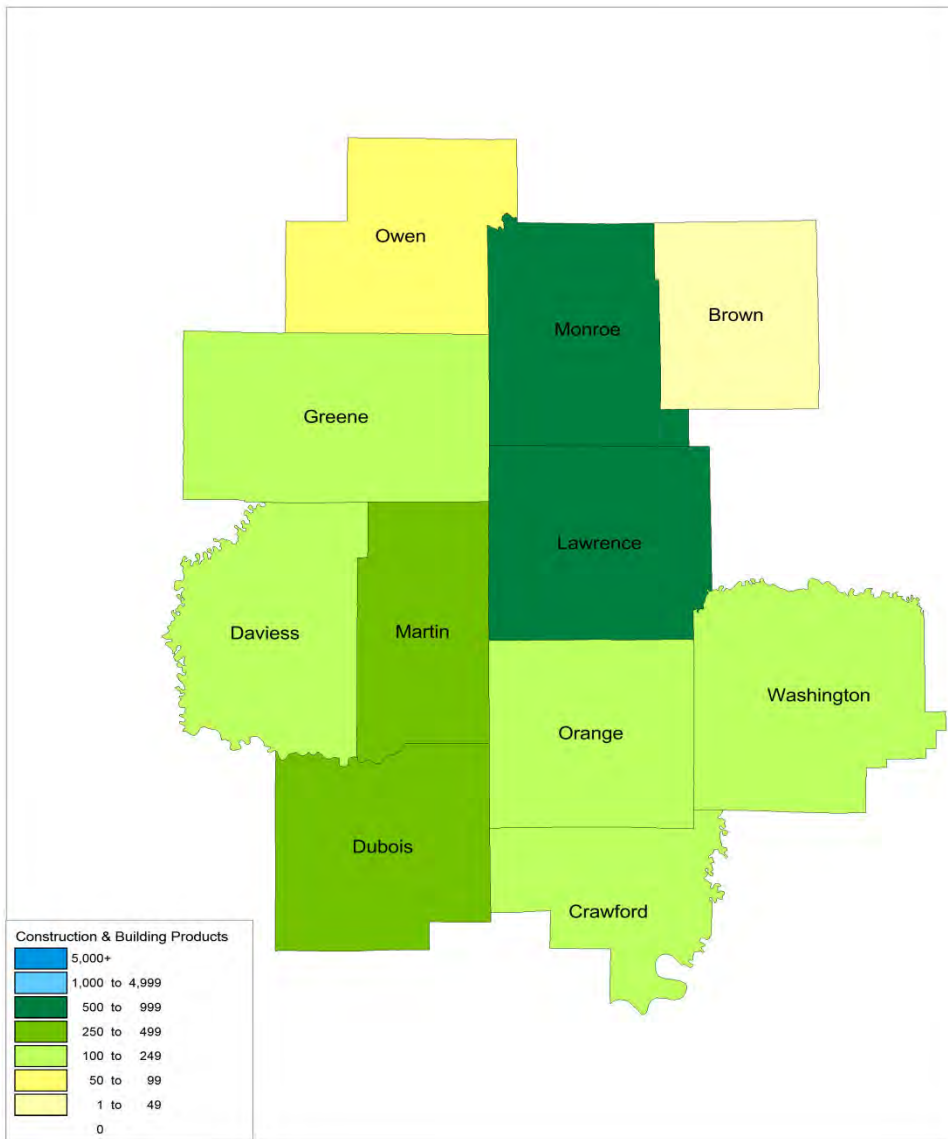 Owen
Brown
Monroe
Greene
Lawrence
Daviess
Martin
Washington
Orange
Dubois
Crawford
Construction & Building Products
5,000+
1,000 to 4,999
500 to 999
250 to 499
100 to 249
50 to 99
1 to 49
0